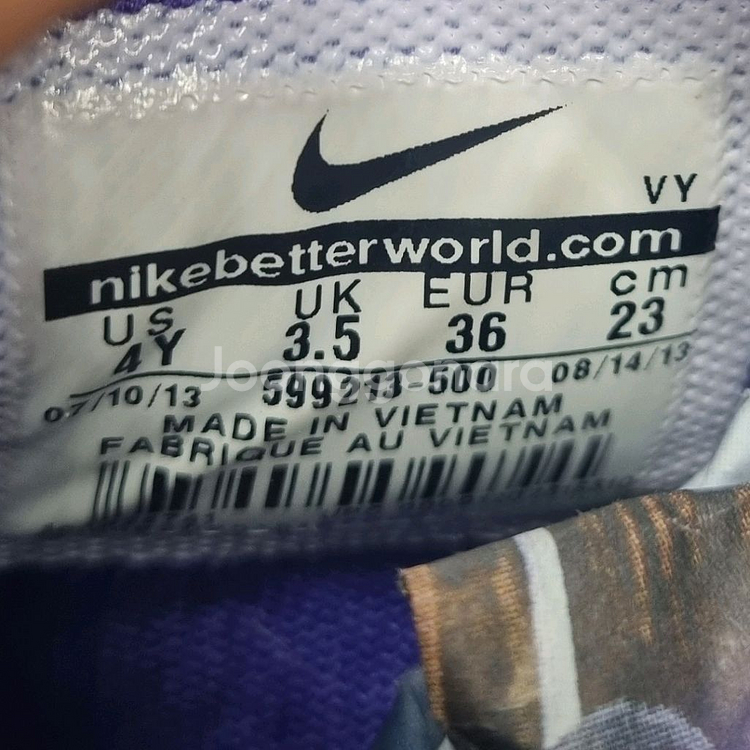 VY
nikebetterworld.com
US UK EUR cm
4Y 3.5 36 23
07/10/13 599213-500 08/14/13
MADE IN VIETNAM
FABRIQUE AU VIETNAM
Joonggonara